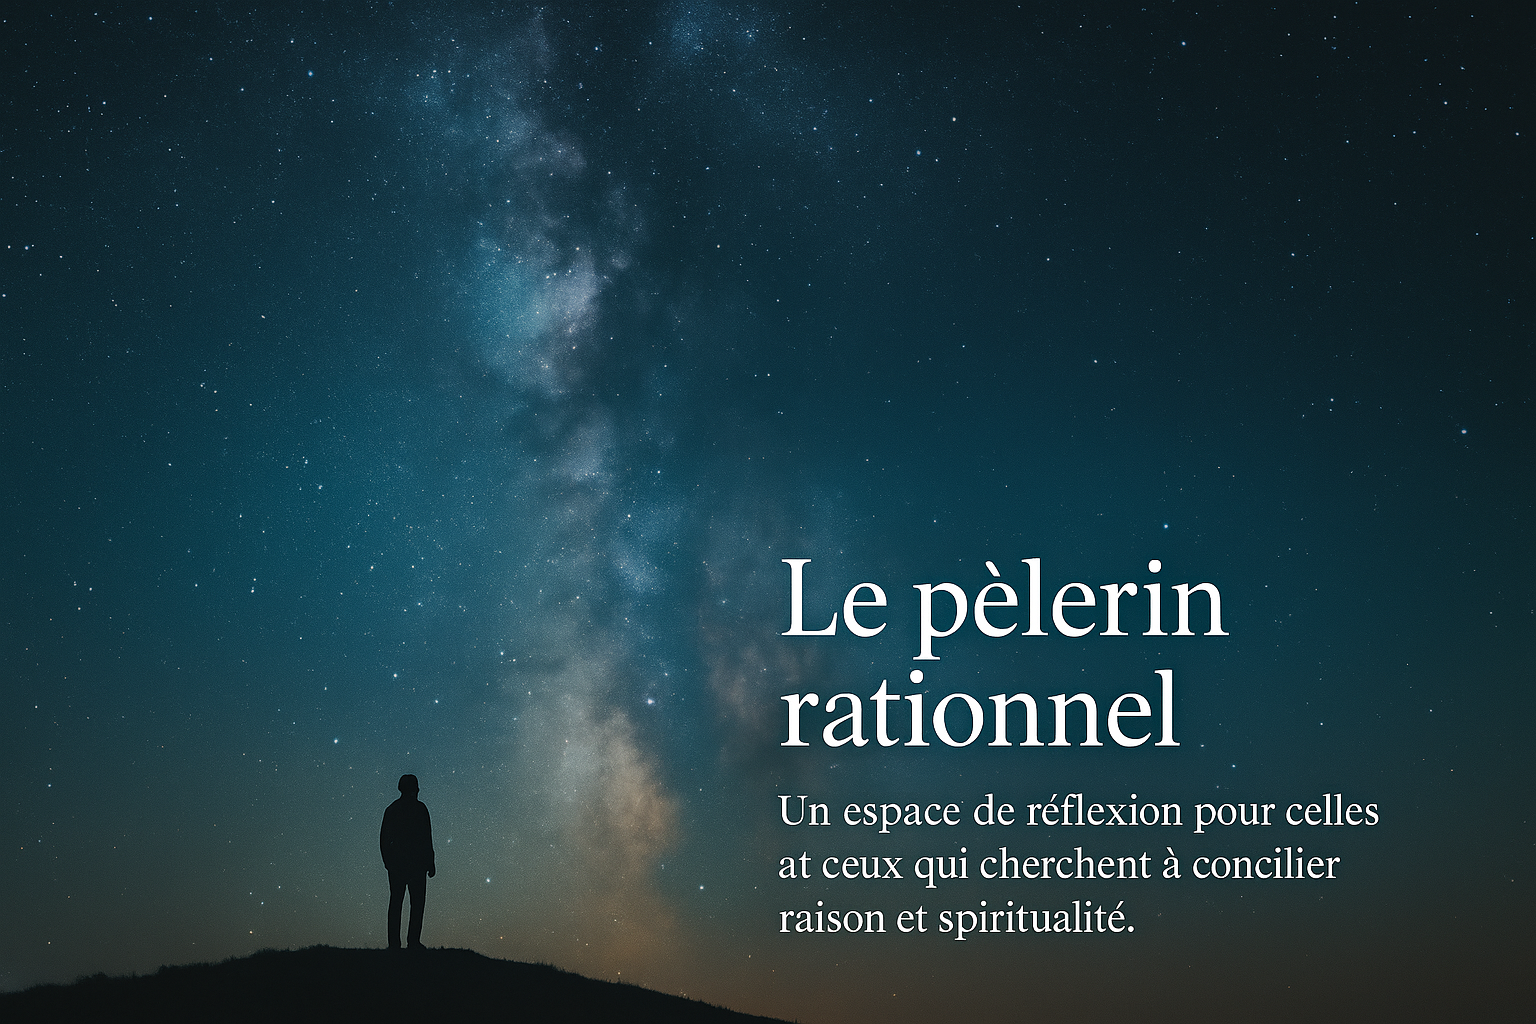 Le pèlerin
rationnel
Un espace de réflexion pour celles
at ceux qui cherchent à concilier
raison et spiritualité.